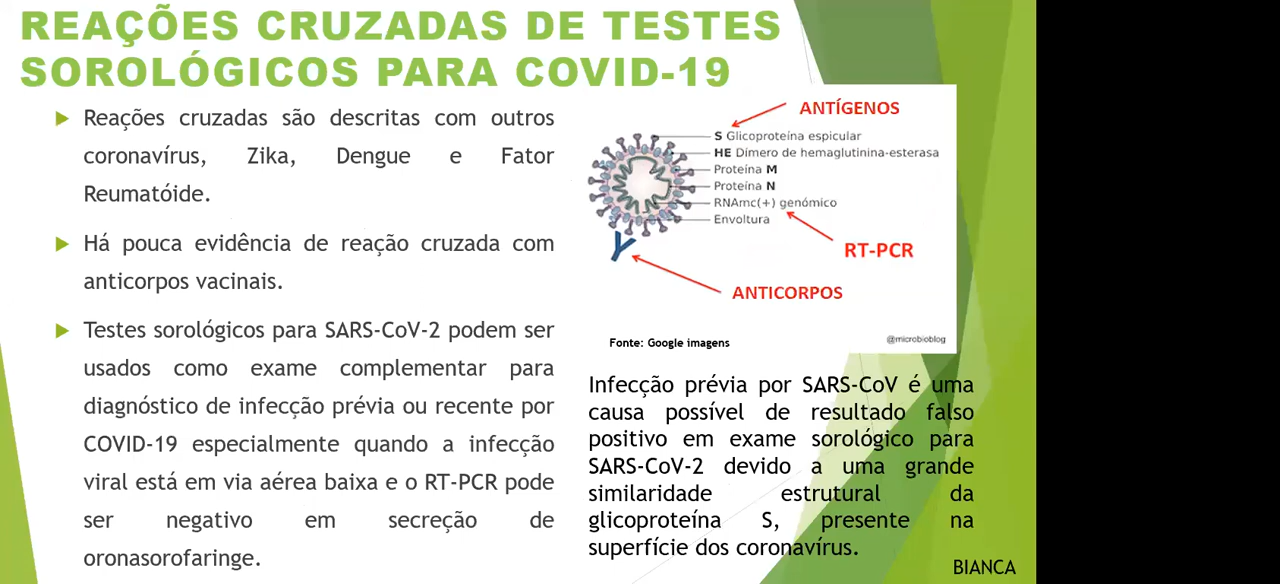 REAÇÕES CRUZADAS DE TESTES
SOROLÓGICOS PARA COVID-19
Reações cruzadas são descritas com outros
coronavírus, Zika, Dengue e Fator
Reumatóide.
Há pouca evidência de reação cruzada com
anticorpos vacinais.
Testes sorológicos para SARS-CoV-2 podem ser
usados como exame complementar para
diagnóstico de infecção prévia ou recente por
COVID-19 especialmente quando a infecção
viral está em via aérea baixa e o RT-PCR pode
ser negativo em secreção de
oronasorofaringe.
ANTÍGENOS
S Glicoproteína espicular
HE Dímero de hemaglutinina-esterasa
Proteína M
Proteína N
RNAmc(+) genómico
Envoltura
RT-PCR
ANTICORPOS
Fonte: Google imagens
@microbioblog
Infecção prévia por SARS-CoV é uma
causa possível de resultado falso
positivo em exame sorológico para
SARS-CoV-2 devido a uma grande
similaridade estrutural da
glicoproteína S, presente na
superfície dos coronavírus.
BIANCA